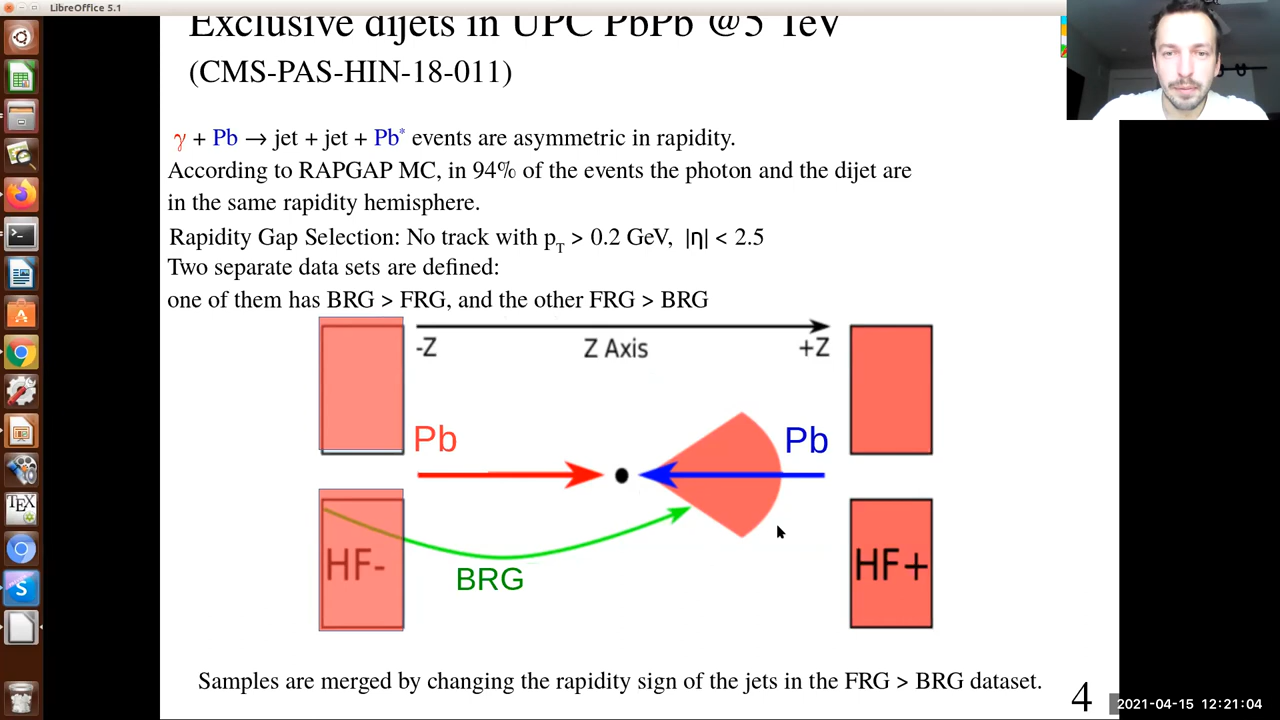 LibreOffice 5.1
Exclusive dijets in UPC PbPb @5 TeV
(CMS-PAS-HIN-18-011)
γ + Pb → jet + jet + Pb* events are asymmetric in rapidity.
According to RAPGAP MC, in 94% of the events the photon and the dijet are
in the same rapidity hemisphere.
Rapidity Gap Selection: No track with pT > 0.2 GeV, |η| < 2.5
Two separate data sets are defined:
one of them has BRG > FRG, and the other FRG > BRG
-Z Z Axis +Z
Pb Pb
HF- BRG HF+
Samples are merged by changing the rapidity sign of the jets in the FRG > BRG dataset.
4
2021-04-15 12:21:04
TEX